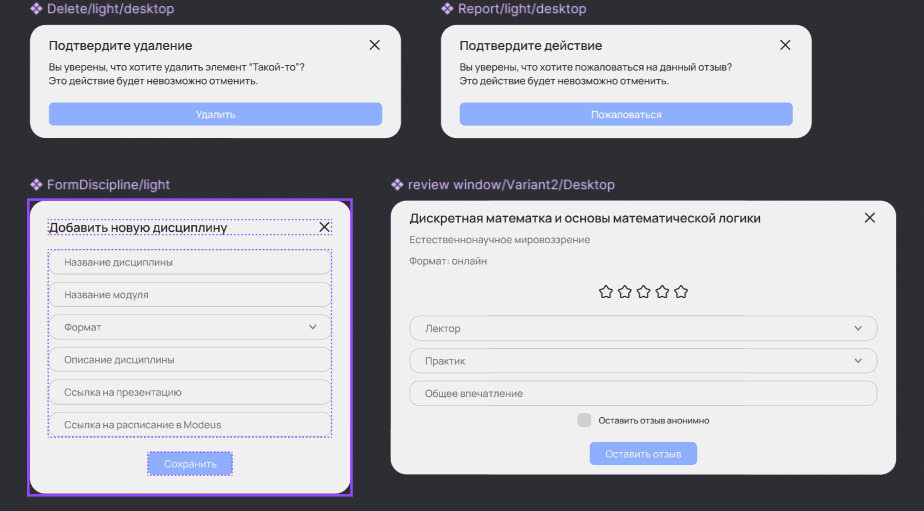 Delete/light/desktop
Подтвердите удаление
Вы уверены, что хотите удалить элемент “Такой-то”?
Это действие будет невозможно отменить.
Удалить
Report/light/desktop
Подтвердите действие
Вы уверены, что хотите пожаловаться на данный отзыв?
Это действие будет невозможно отменить.
Пожаловаться
FormDiscipline/light
Добавить новую дисциплину
Название дисциплины
Название модуля
Формат
Описание дисциплины
Ссылка на презентацию
Ссылка на расписание в Modeus
Сохранить
review window/Variant2/Desktop
Дискретная математка и основы математической логики
Естественнонаучное мировоззрение
Формат: онлайн
Лектор
Практик
Общее впечатление
Оставить отзыв анонимно
Оставить отзыв